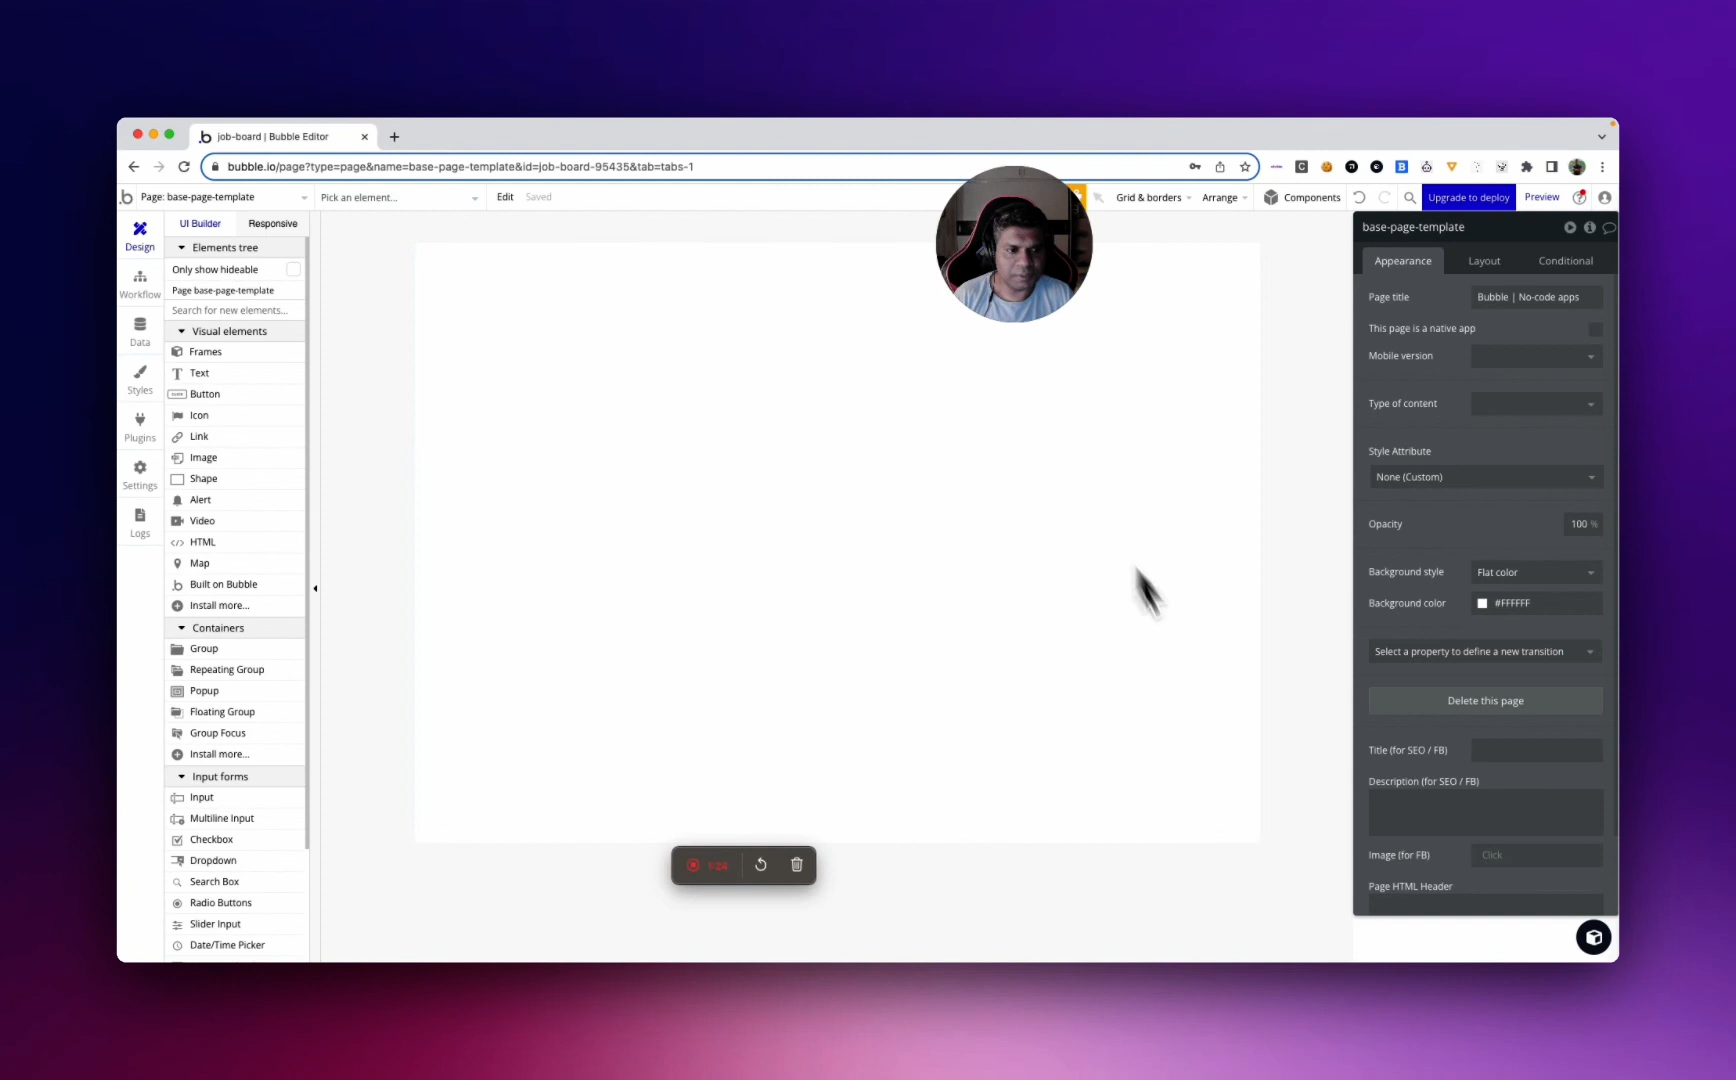 job-board | Bubble Editor
bubble.io/page?type=page&name=base-page-template&id=job-board-95435&tab=tabs-1
Page: base-page-template
Pick an element...
Edit
Saved
Grid & borders
Arrange
Components
Upgrade to deploy
Preview
Design
Workflow
Data
Styles
Plugins
Settings
Logs
UI Builder
Responsive
Elements tree
Only show hideable
Page base-page-template
Search for new elements...
Visual elements
Frames
Text
Button
Icon
Link
Image
Shape
Alert
Video
HTML
Map
Built on Bubble
Install more...
Containers
Group
Repeating Group
Popup
Floating Group
Group Focus
Install more...
Input forms
Input
Multiline Input
Checkbox
Dropdown
Search Box
Radio Buttons
Slider Input
Date/Time Picker
base-page-template
Appearance
Layout
Conditional
Page title
Bubble | No-code apps
This page is a native app
Mobile version
Type of content
Style Attribute
None (Custom)
Opacity
100 %
Background style
Flat color
Background color
#FFFFFF
Select a property to define a new transition
Delete this page
Title (for SEO / FB)
Description (for SEO / FB)
Image (for FB)
Click
Page HTML Header